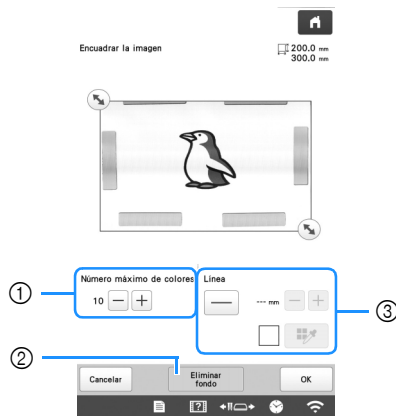 Encuadrar la imagen
200.0 mm
300.0 mm
Número máximo de colores
Línea
10
--- mm
Eliminar
fondo
Cancelar
OK
1
2
3